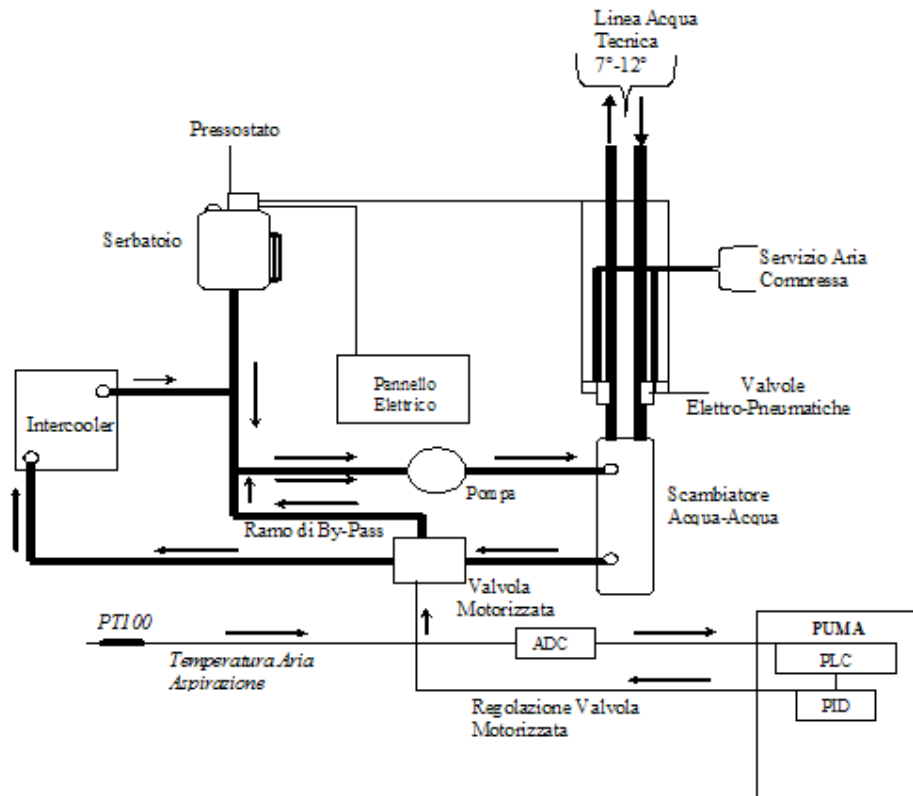 Linea Acqua
Tecnica
7°-12°
Pressostato
Serbatoio
Servizio Aria
Compressa
Pannello
Elettrico
Valvole
Elettro-Pneumatiche
Intercooler
Pompa
Scambiatore
Acqua-Acqua
Ramo di By-Pass
Valvola
Motorizzata
PT100
Temperatura Aria
Aspirazione
ADC
PUMA
PLC
PID
Regolazione Valvola
Motorizzata